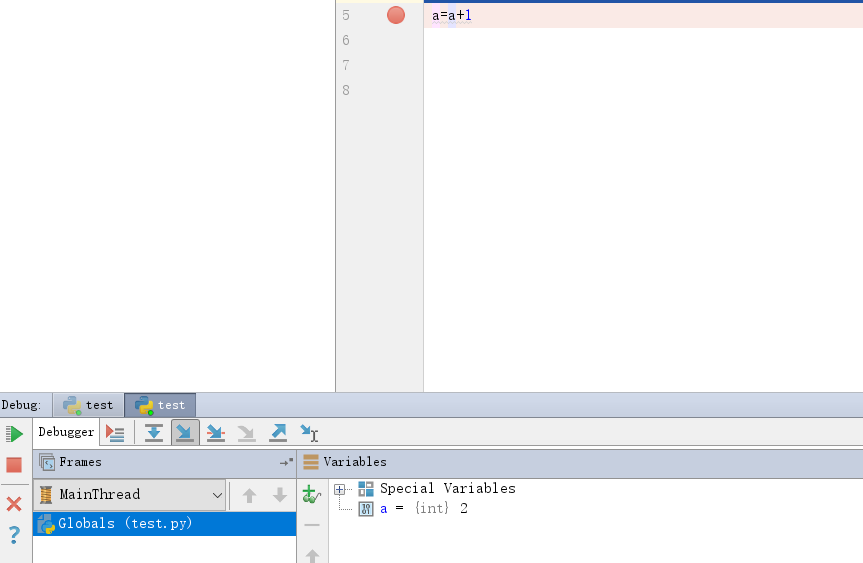 5 a=a+1
6
7
8
Debug: test test
Debugger
Frames Variables
MainThread Special Variables
Globals (test.py) a = {int} 2